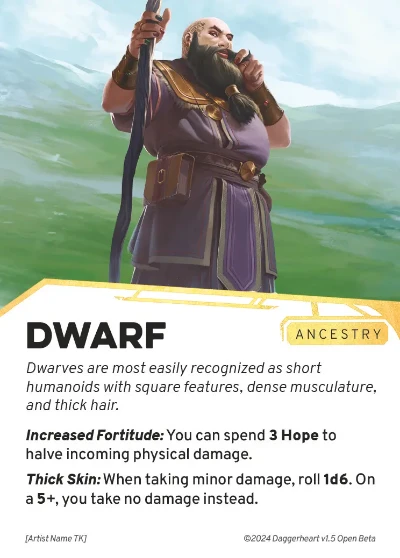 DWARF
ANCESTRY
Dwarves are most easily recognized as short
humanoids with square features, dense musculature,
and thick hair.
Increased Fortitude: You can spend 3 Hope to
halve incoming physical damage.
Thick Skin: When taking minor damage, roll 1d6. On
a 5+, you take no damage instead.
[Artist Name TK]
©2024 Daggerheart v1.5 Open Beta